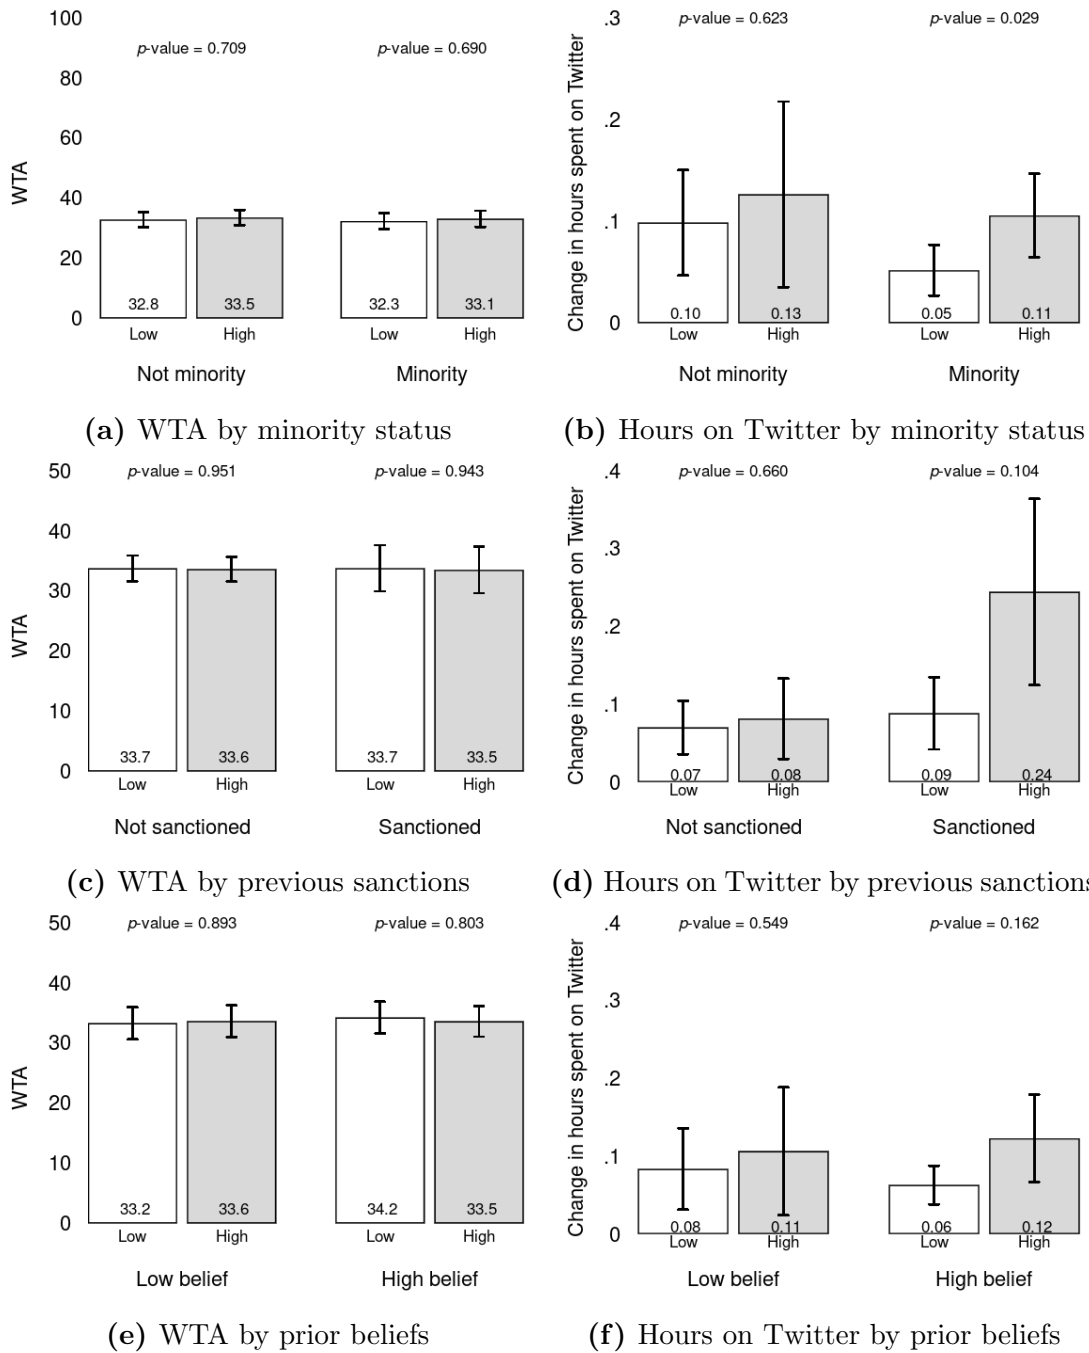 WTA
100
80
60
40
20
0
p-value = 0.709
p-value = 0.690
32.8
33.5
32.3
33.1
Low
High
Low
High
Not minority
Minority
(a) WTA by minority status
Change in hours spent on Twitter
.3
.2
.1
0
p-value = 0.623
p-value = 0.029
0.10
0.13
0.05
0.11
Low
High
Low
High
Not minority
Minority
(b) Hours on Twitter by minority status
WTA
50
40
30
20
10
0
p-value = 0.951
p-value = 0.943
33.7
33.6
33.7
33.5
Low
High
Low
High
Not sanctioned
Sanctioned
(c) WTA by previous sanctions
Change in hours spent on Twitter
.4
.3
.2
.1
0
p-value = 0.660
p-value = 0.104
0.07
0.08
0.09
0.24
Low
High
Low
High
Not sanctioned
Sanctioned
(d) Hours on Twitter by previous sanctions
WTA
50
40
30
20
10
0
p-value = 0.893
p-value = 0.803
33.2
33.6
34.2
33.5
Low
High
Low
High
Low belief
High belief
(e) WTA by prior beliefs
Change in hours spent on Twitter
.4
.3
.2
.1
0
p-value = 0.549
p-value = 0.162
0.08
0.11
0.06
0.12
Low
High
Low
High
Low belief
High belief
(f) Hours on Twitter by prior beliefs